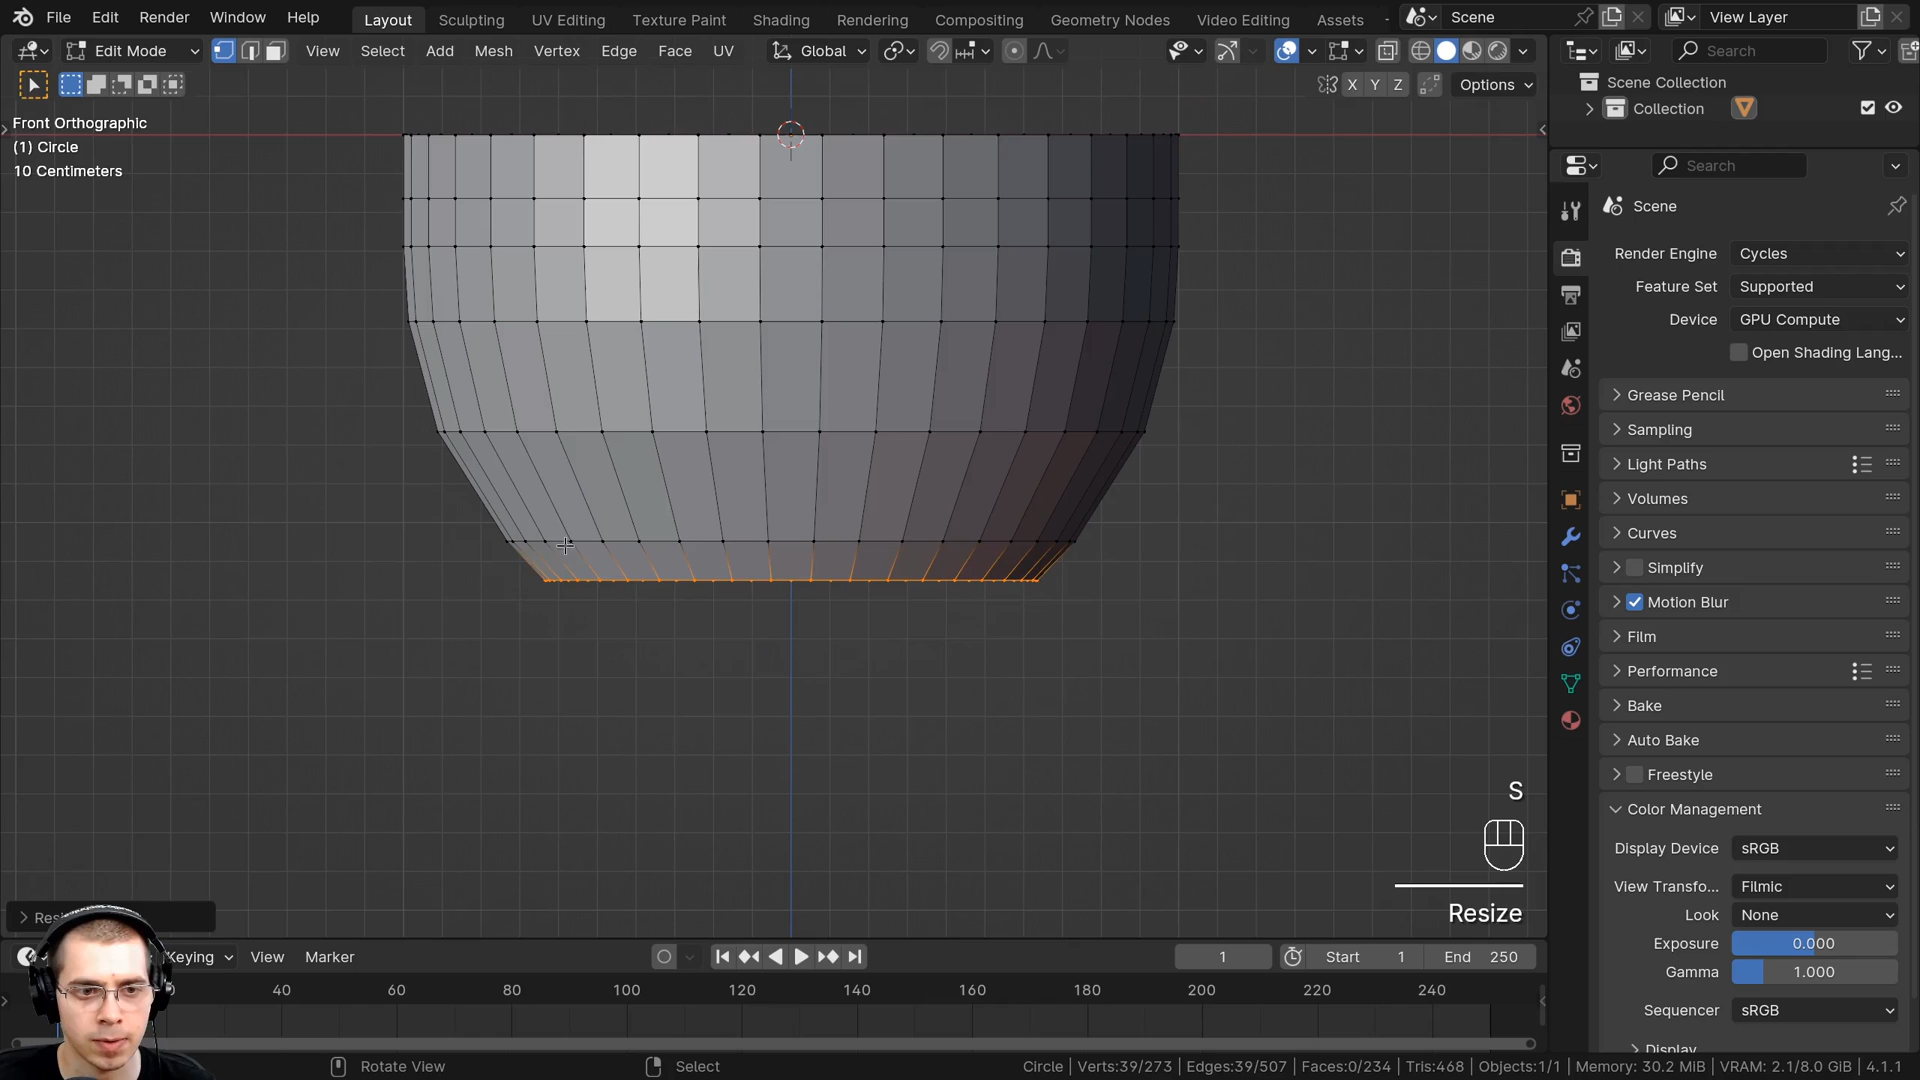 File Edit Render Window Help Layout Sculpting UV Editing Texture Paint Shading Rendering Compositing Geometry Nodes Video Editing Assets Scene View Layer
Edit Mode View Select Add Mesh Vertex Edge Face UV Global Search
X Y Z Options
Scene Collection
Collection
Front Orthographic
(1) Circle
10 Centimeters
Search
Scene
Render Engine Cycles
Feature Set Supported
Device GPU Compute
Open Shading Lang...
Grease Pencil
Sampling
Light Paths
Volumes
Curves
Simplify
Motion Blur
Film
Performance
Bake
Auto Bake
Freestyle
Color Management
Display Device sRGB
View Transfo... Filmic
Look None
Exposure 0.000
Gamma 1.000
Sequencer sRGB
Display
S
Resize
Keying View Marker 1 Start 1 End 250
40 60 80 100 120 140 160 180 200 220 240
Rotate View Select Circle | Verts:39/273 | Edges:39/507 | Faces:0/234 | Tris:468 | Objects:1/1 | Memory: 30.2 MiB | VRAM: 2.1/8.0 GiB | 4.1.1